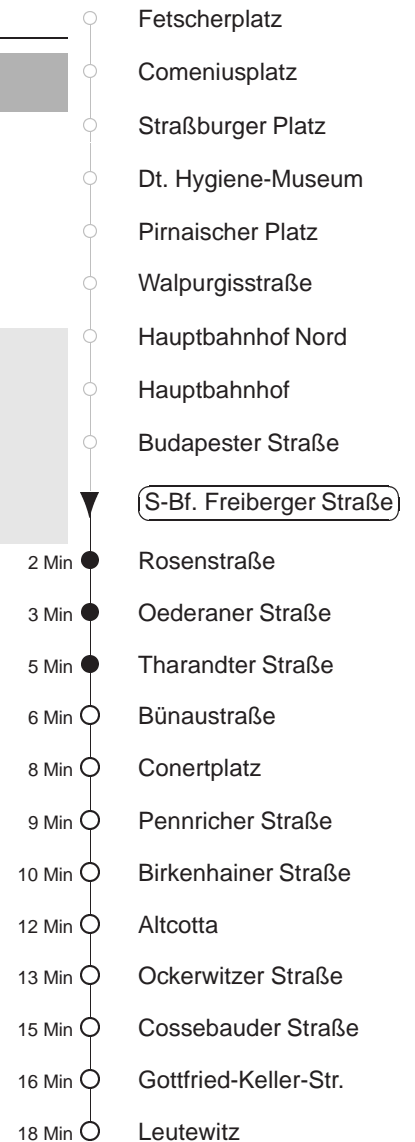 Fetscherplatz
Comeniusplatz
Straßburger Platz
Dt. Hygiene-Museum
Pirnaischer Platz
Walpurgisstraße
Hauptbahnhof Nord
Hauptbahnhof
Budapester Straße
S-Bf. Freiberger Straße
2 Min Rosenstraße
3 Min Oederaner Straße
5 Min Tharandter Straße
6 Min Bünaustraße
8 Min Conertplatz
9 Min Pennricher Straße
10 Min Birkenhainer Straße
12 Min Altcotta
13 Min Ockerwitzer Straße
15 Min Cossebauder Straße
16 Min Gottfried-Keller-Str.
18 Min Leutewitz